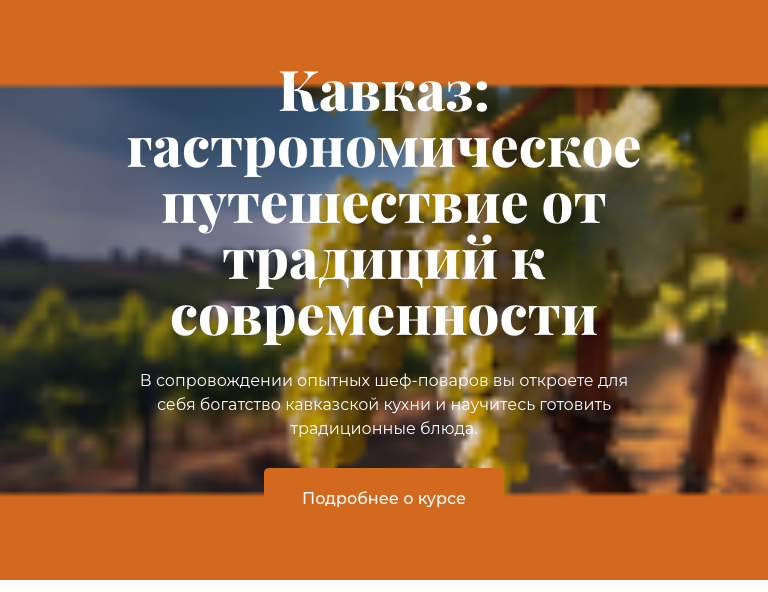 Кавказ:
гастрономическое
путешествие от
традиций к
современности
В сопровождении опытных шеф-поваров вы откроете для
себя богатство кавказской кухни и научитесь готовить
традиционные блюда.
Подробнее о курсе